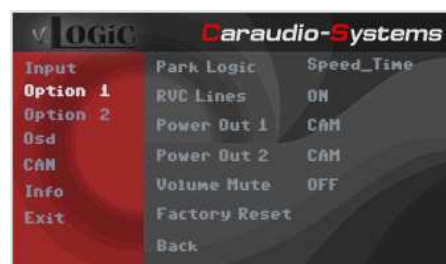 v.LOGiC Caraudio-Systems
Input
Option 1
Option 2
Osd
CAN
Info
Exit
Park Logic Speed_Time
RVC Lines ON
Power Out 1 CAM
Power Out 2 CAM
Volume Mute OFF
Factory Reset
Back